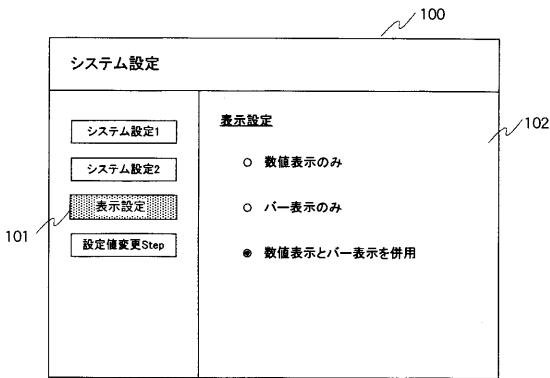 100
システム設定
システム設定1
システム設定2
表示設定
設定値変更Step
101
表示設定
数値表示のみ
バー表示のみ
数値表示とバー表示を併用
102